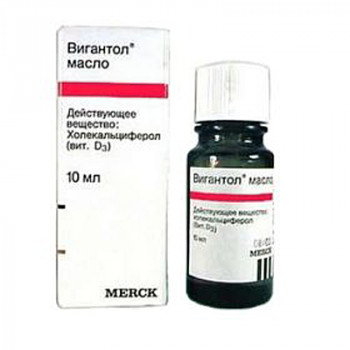 Вигантол®
масло
Действующее
вещество:
Холекальциферол
(вит. D3)
10 мл
MERCK
Вигантол® масло
Действующее вещество:
холекальциферол
(Вит. D3)
10 мл
MERCK